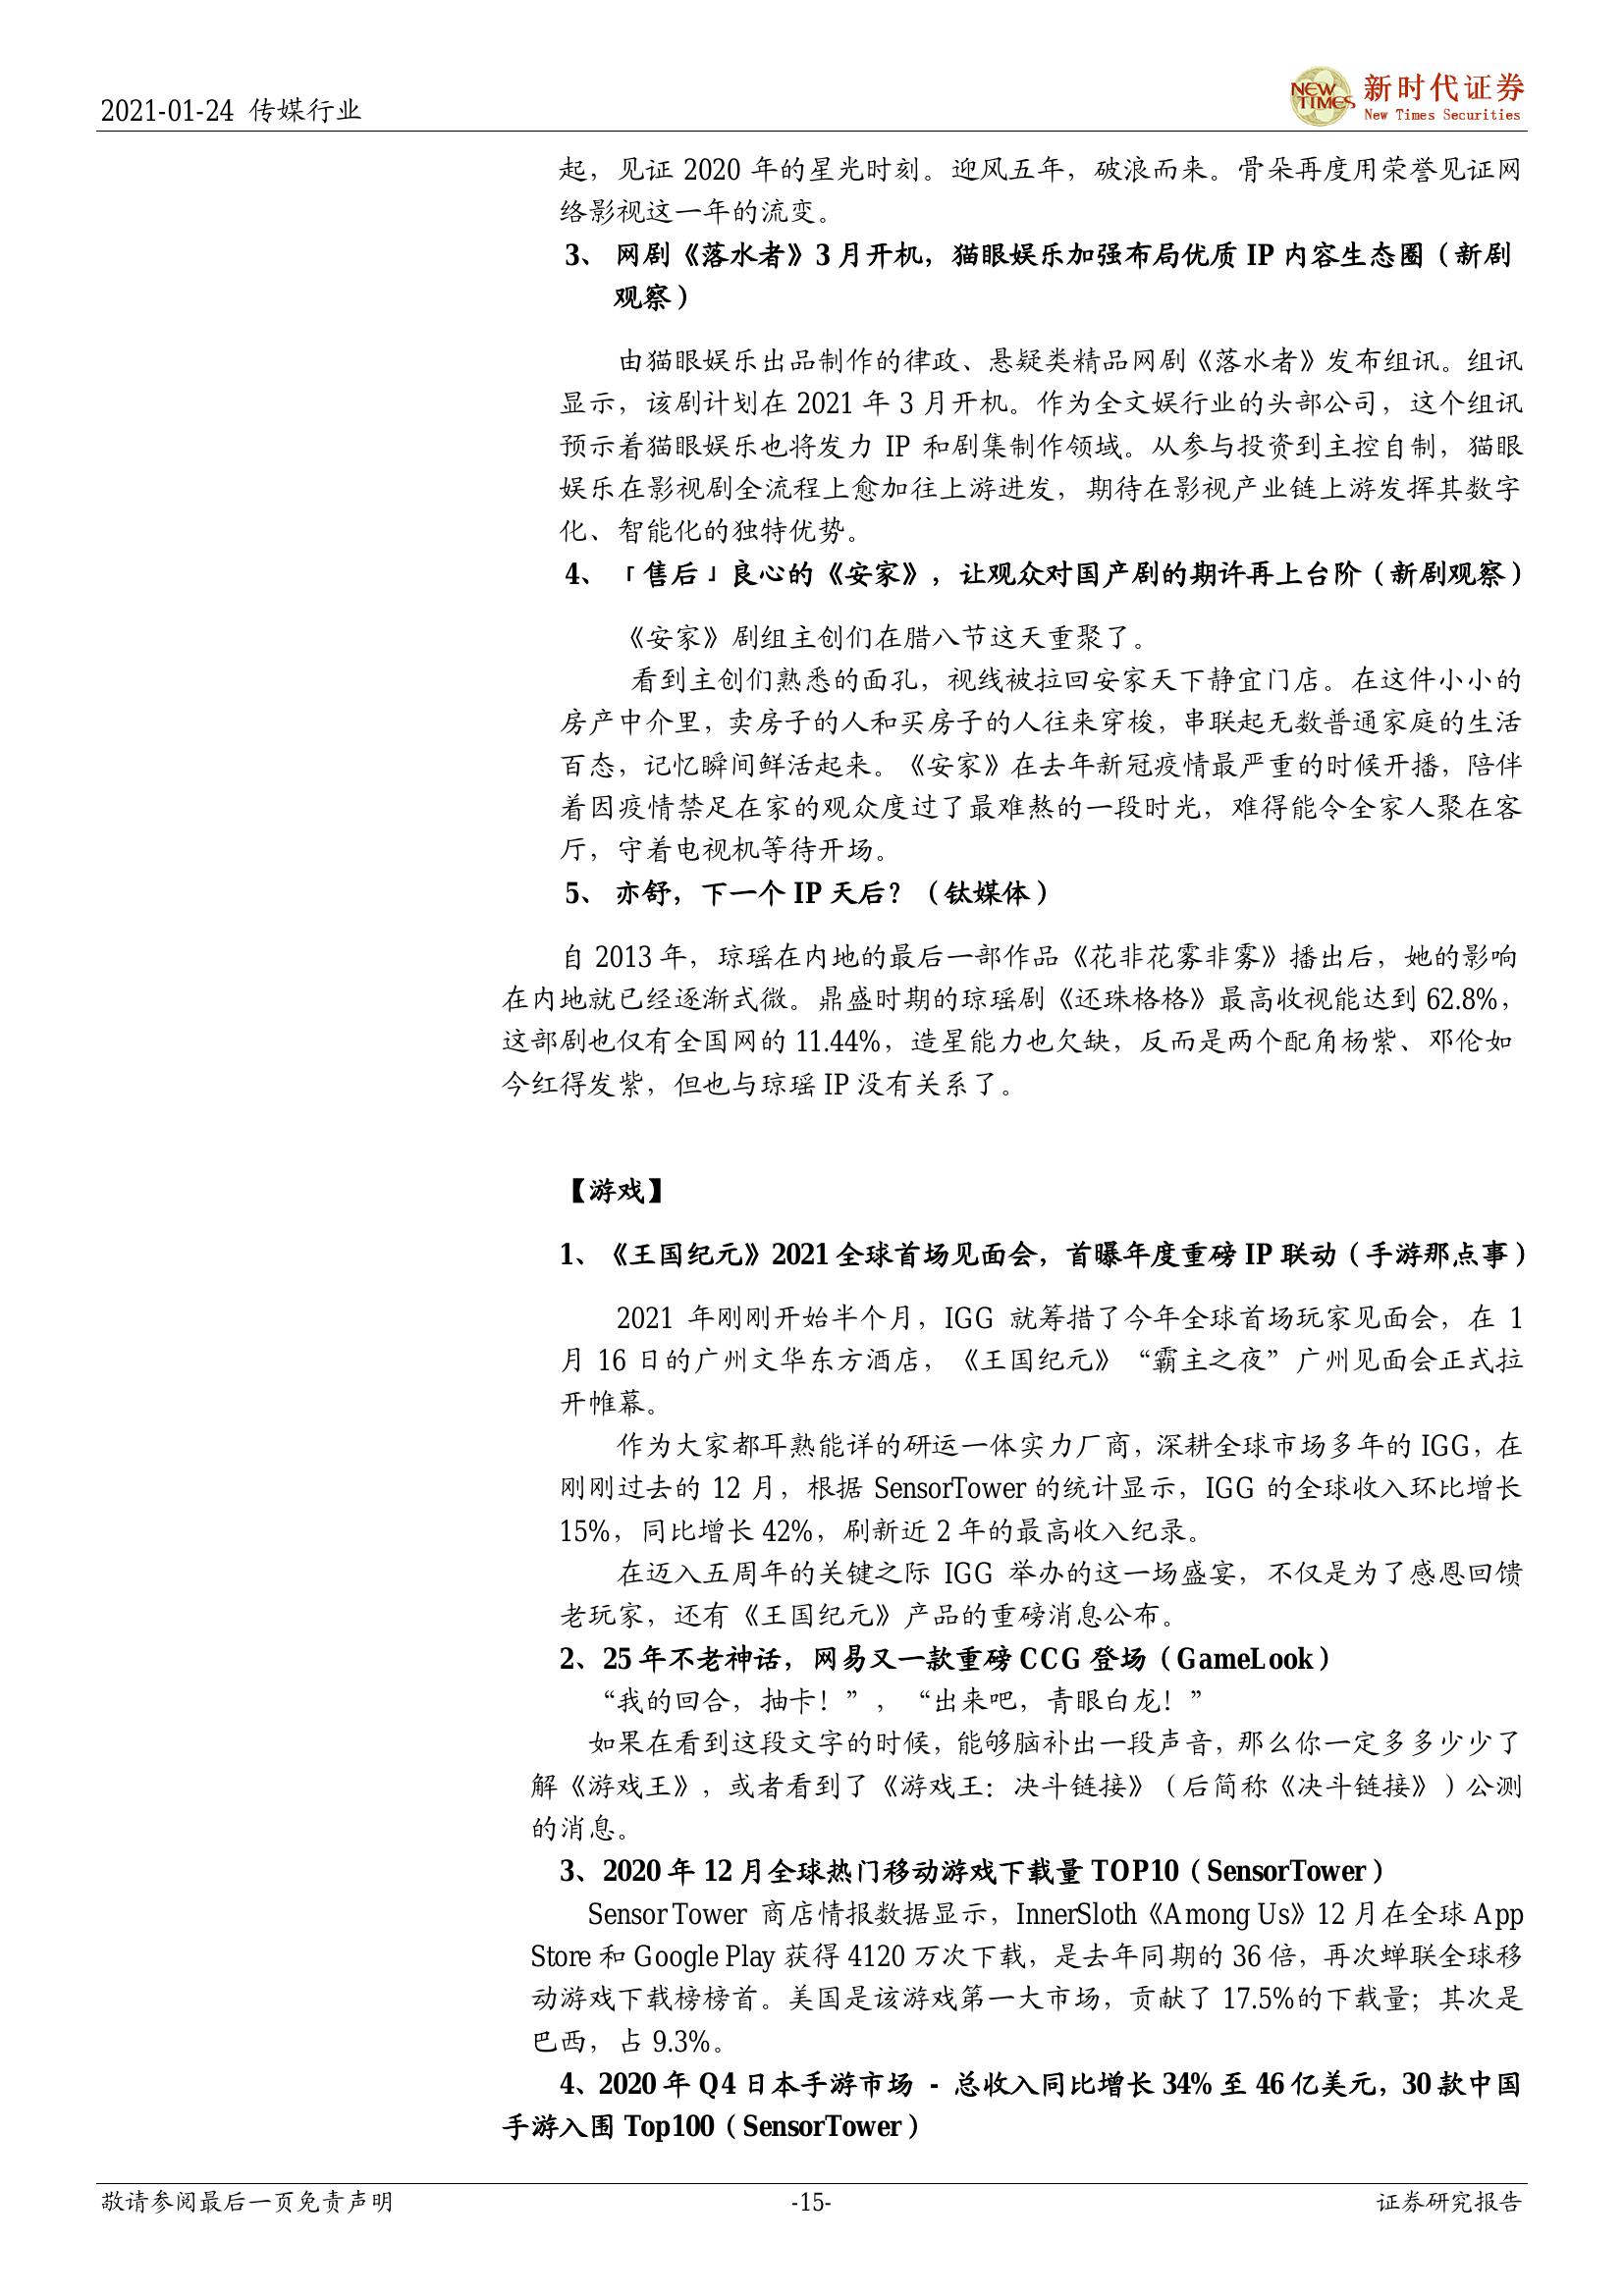 2021-01-24 传媒行业
NEW TIMES
新时代证券
New Times Securities
起，见证 2020 年的星光时刻。迎风五年，破浪而来。骨朵再度用荣誉见证网
络影视这一年的流变。
3、 网剧《落水者》3 月开机，猫眼娱乐加强布局优质 IP 内容生态圈（新剧
观察）
由猫眼娱乐出品制作的律政、悬疑类精品网剧《落水者》发布组讯。组讯
显示，该剧计划在 2021 年 3 月开机。作为全文娱行业的头部公司，这个组讯
预示着猫眼娱乐也将发力 IP 和剧集制作领域。从参与投资到主控自制，猫眼
娱乐在影视剧全流程上愈加往上游进发，期待在影视产业链上游发挥其数字
化、智能化的独特优势。
4、 「售后」良心的《安家》，让观众对国产剧的期许再上台阶（新剧观察）
《安家》剧组主创们在腊八节这天重聚了。
看到主创们熟悉的面孔，视线被拉回安家天下静宜门店。在这件小小的
房产中介里，卖房子的人和买房子的人往来穿梭，串联起无数普通家庭的生活
百态，记忆瞬间鲜活起来。《安家》在去年新冠疫情最严重的时候开播，陪伴
着因疫情禁足在家的观众度过了最难熬的一段时光，难得能令全家人聚在客
厅，守着电视机等待开场。
5、 亦舒，下一个 IP 天后？（钛媒体）
自 2013 年，琼瑶在内地的最后一部作品《花非花雾非雾》播出后，她的影响
在内地就已经逐渐式微。鼎盛时期的琼瑶剧《还珠格格》最高收视能达到 62.8%，
这部剧也仅有全国网的 11.44%，造星能力也欠缺，反而是两个配角杨紫、邓伦如
今红得发紫，但也与琼瑶 IP 没有关系了。
【游戏】
1、《王国纪元》2021 全球首场见面会，首曝年度重磅 IP 联动（手游那点事）
2021 年刚刚开始半个月，IGG 就筹措了今年全球首场玩家见面会，在 1
月 16 日的广州文华东方酒店，《王国纪元》“霸主之夜”广州见面会正式拉
开帷幕。
作为大家都耳熟能详的研运一体实力厂商，深耕全球市场多年的 IGG，在
刚刚过去的 12 月，根据 SensorTower 的统计显示，IGG 的全球收入环比增长
15%，同比增长 42%，刷新近 2 年的最高收入纪录。
在迈入五周年的关键之际 IGG 举办的这一场盛宴，不仅是为了感恩回馈
老玩家，还有《王国纪元》产品的重磅消息公布。
2、25 年不老神话，网易又一款重磅 CCG 登场（GameLook）
“我的回合，抽卡！”，“出来吧，青眼白龙！”
如果在看到这段文字的时候，能够脑补出一段声音，那么你一定多多少少了
解《游戏王》，或者看到了《游戏王：决斗链接》（后简称《决斗链接》）公测
的消息。
3、2020 年 12 月全球热门移动游戏下载量 TOP10（SensorTower）
Sensor Tower 商店情报数据显示，InnerSloth《Among Us》12 月在全球 App
Store 和 Google Play 获得 4120 万次下载，是去年同期的 36 倍，再次蝉联全球移
动游戏下载榜榜首。美国是该游戏第一大市场，贡献了 17.5%的下载量；其次是
巴西，占 9.3%。
4、2020 年 Q4 日本手游市场 - 总收入同比增长 34% 至 46 亿美元，30 款中国
手游入围 Top100（SensorTower）
敬请参阅最后一页免责声明
-15-
证券研究报告